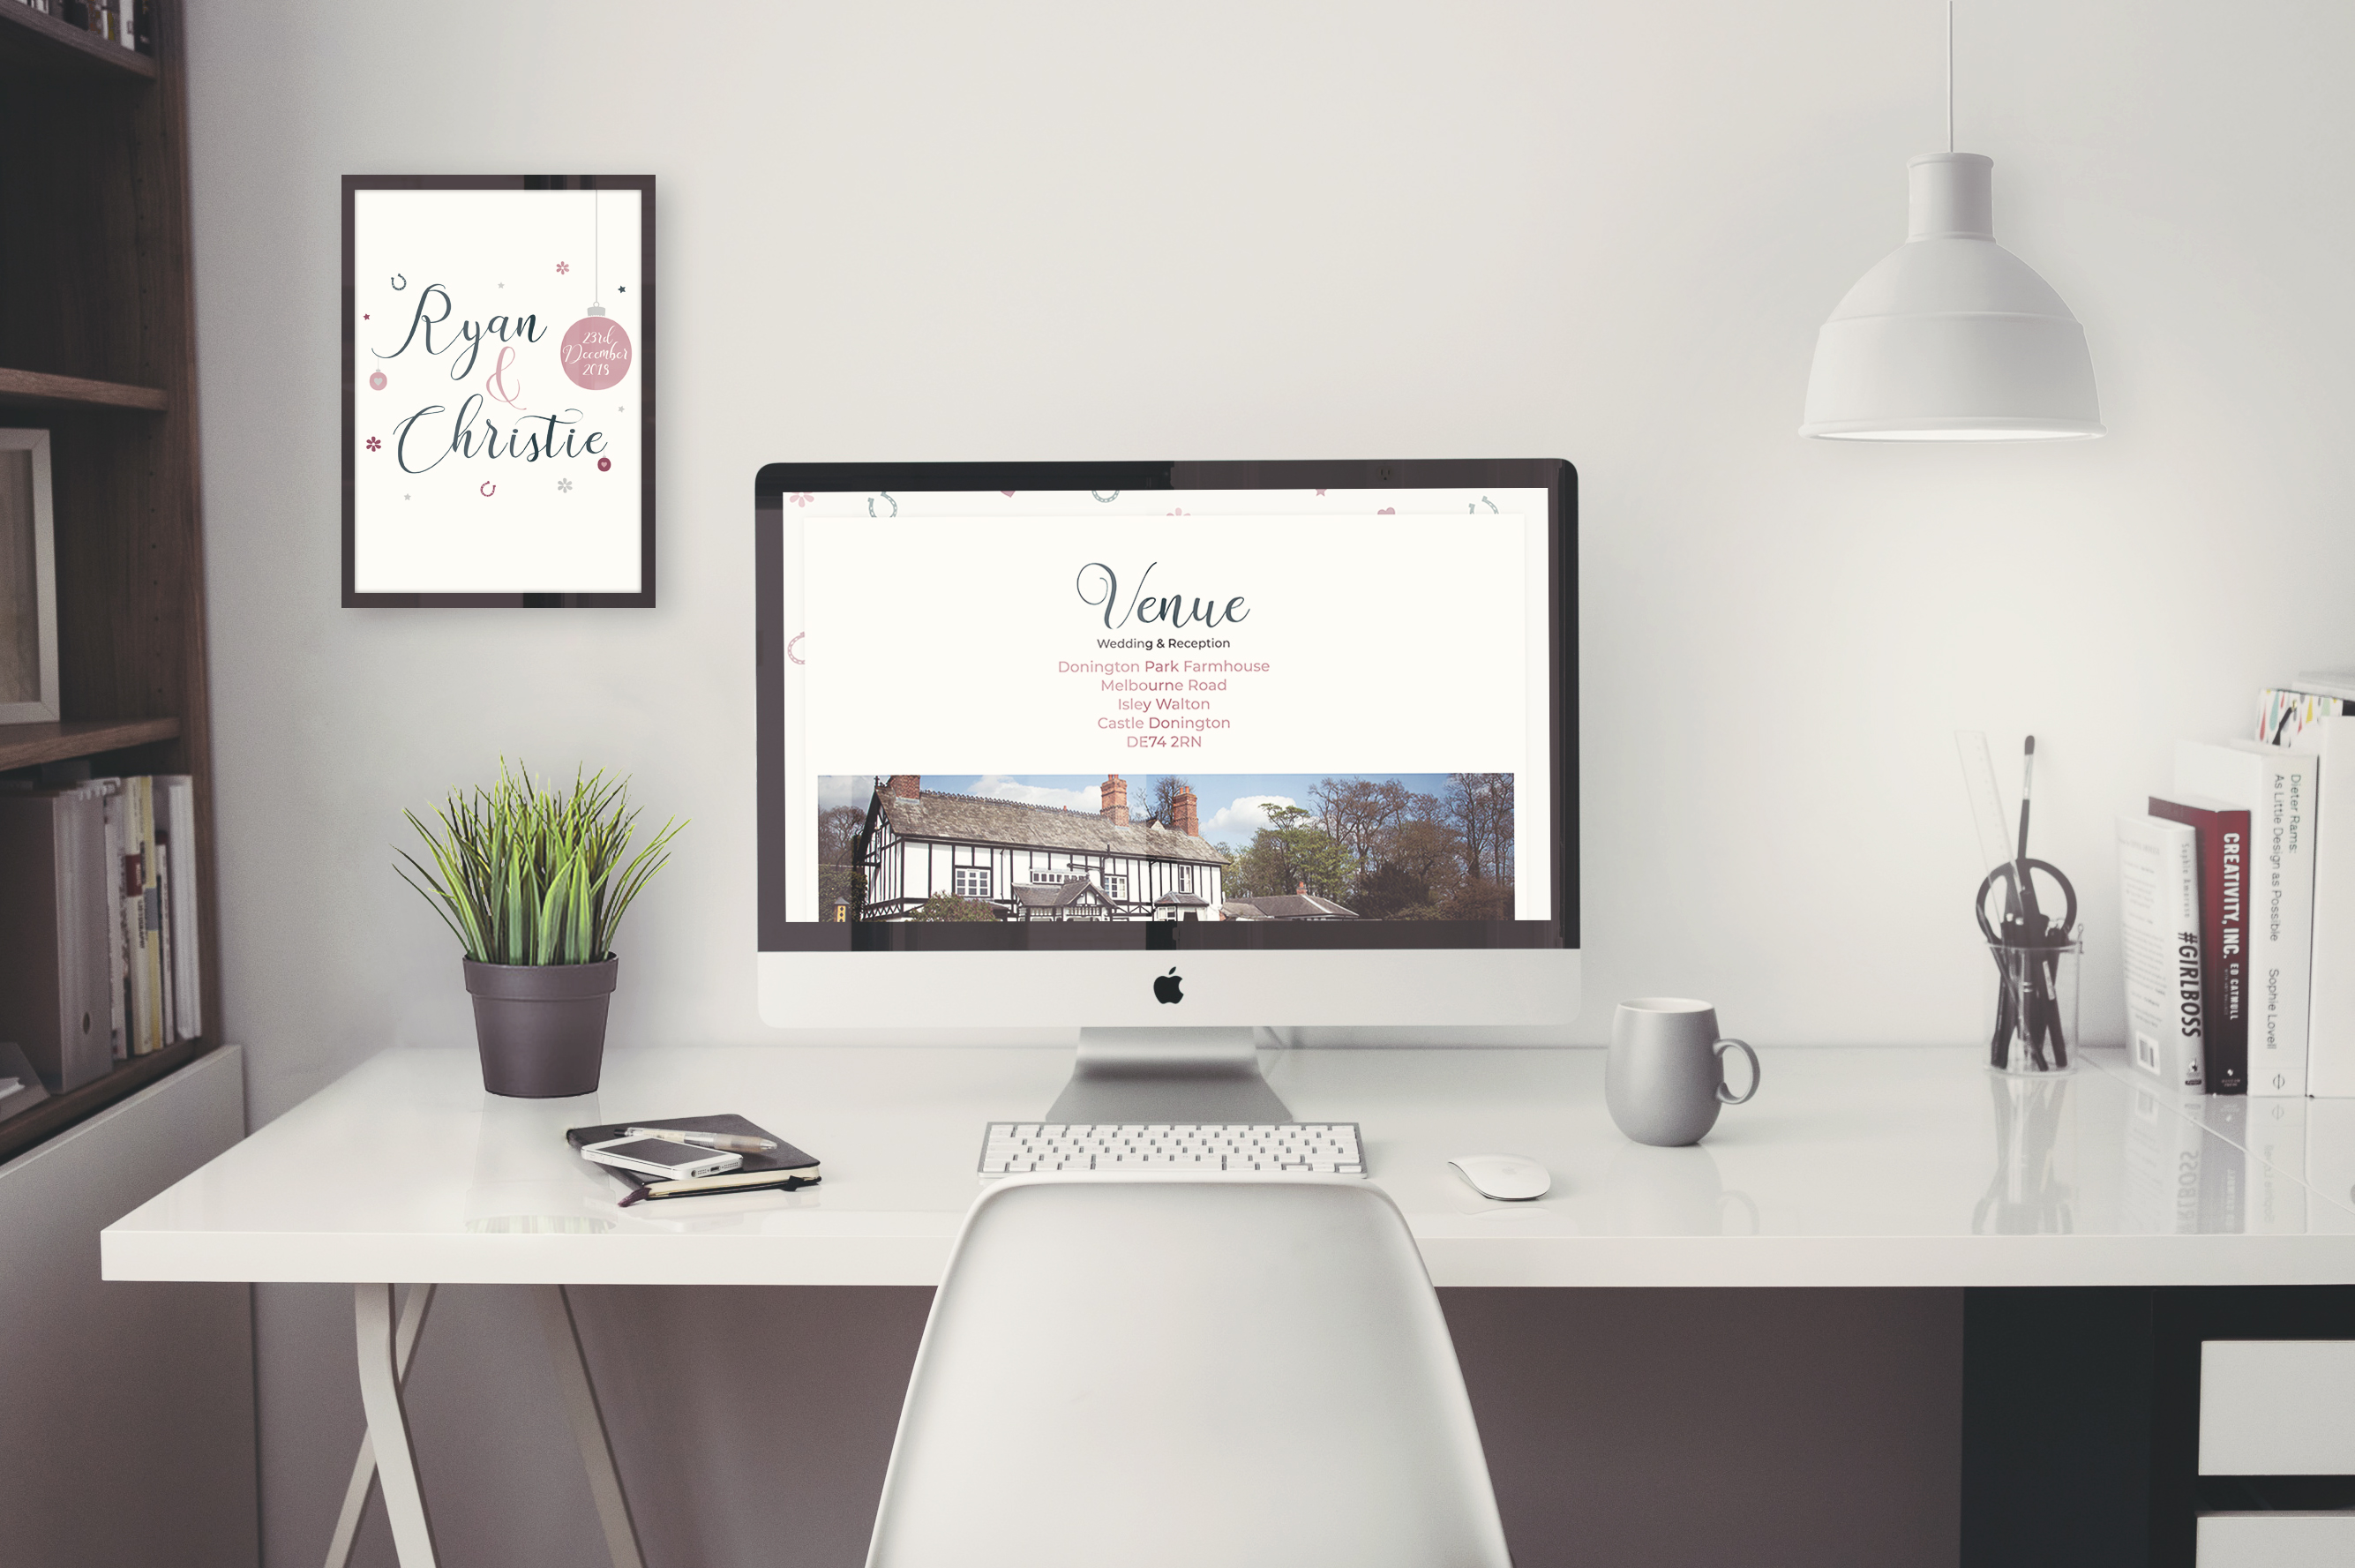 Ryan
&
Christie
23rd
December
2018
Venue
Wedding & Reception
Donington Park Farmhouse
Melbourne Road
Isley Walton
Castle Donington
DE74 2RN
Sophia Amoruso
#GIRLBOSS
CREATIVITY, INC. ED CATMULL
Dieter Rams:
As Little Design as Possible
Sophie Lovell